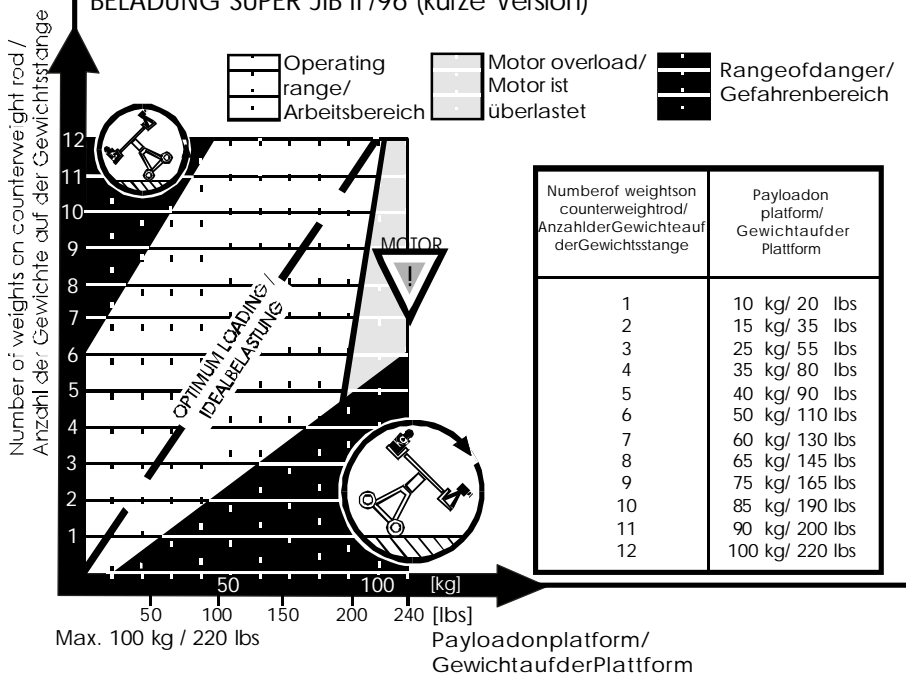 BELADUNG SUPER JIB II /96 (kurze Version)
Number of weights on counterweight rod /
Anzahl der Gewichte auf der Gewichtsstange
Operating
range/
Arbeitsbereich
Motor overload/
Motor ist
überlastet
Rangeofdanger/
Gefahrenbereich
12
11
10
9
8
7
6
5
4
3
2
1
MOTOR
!
OPTIMUM LOADING /
IDEALBELASTUNG
50 100 [kg]
50 100 150 200 240 [lbs]
Max. 100 kg / 220 lbs
Payloadonplatform/
GewichtaufderPlattform
Numberof weightson
counterweightrod/
AnzahlderGewichteauf
derGewichtsstange
Payloadon
platform/
Gewichtaufder
Plattform
1 10 kg/ 20 lbs
2 15 kg/ 35 lbs
3 25 kg/ 55 lbs
4 35 kg/ 80 lbs
5 40 kg/ 90 lbs
6 50 kg/ 110 lbs
7 60 kg/ 130 lbs
8 65 kg/ 145 lbs
9 75 kg/ 165 lbs
10 85 kg/ 190 lbs
11 90 kg/ 200 lbs
12 100 kg/ 220 lbs